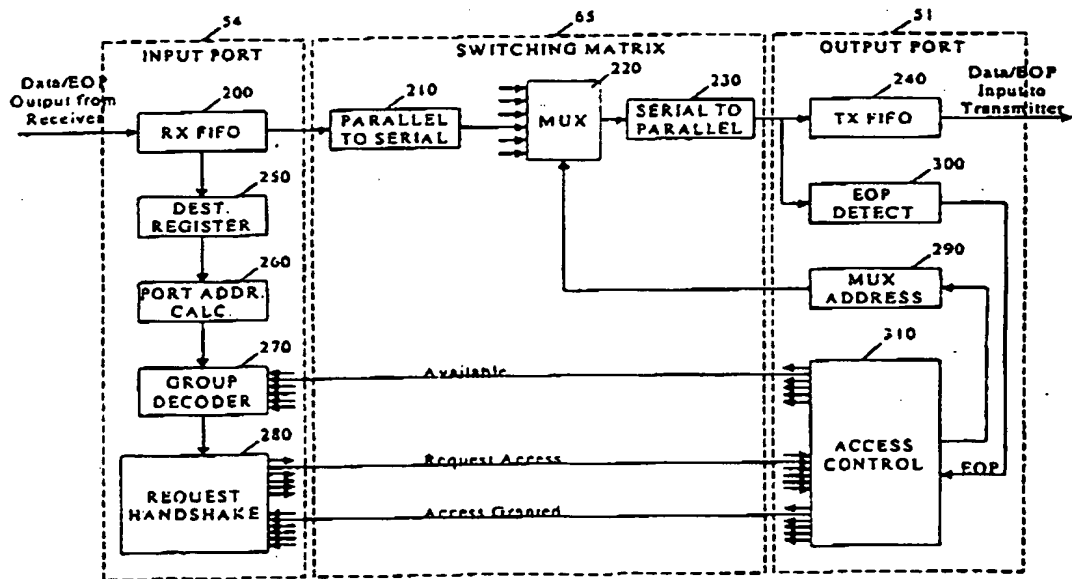 54
INPUT PORT
65
SWITCHING MATRIX
51
OUTPUT PORT
Data/EOP
Output from
Receiver
200
RX FIFO
210
PARALLEL
TO SERIAL
220
MUX
230
SERIAL TO
PARALLEL
240
TX FIFO
Data/EOP
Input to
Transmitter
250
DEST.
REGISTER
300
EOP
DETECT
260
PORT ADDR.
CALC.
290
MUX
ADDRESS
270
GROUP
DECODER
Available
310
ACCESS
CONTROL
EOP
280
REQUEST
HANDSHAKE
Request Access
Access Granted